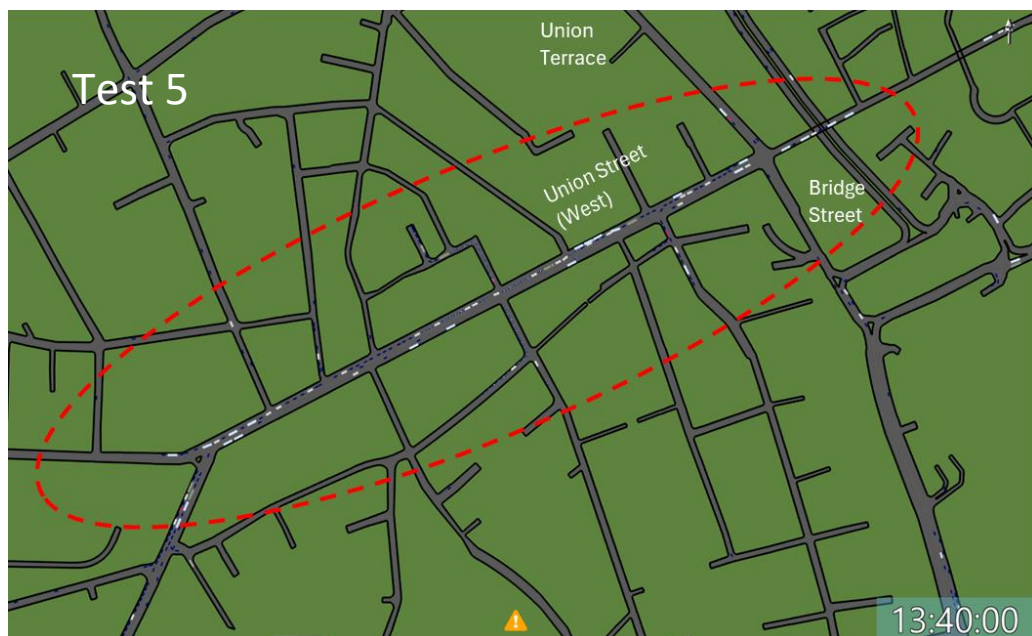 Union
Terrace
Test 5
Union Street
(West)
Bridge
Street
13:40:00